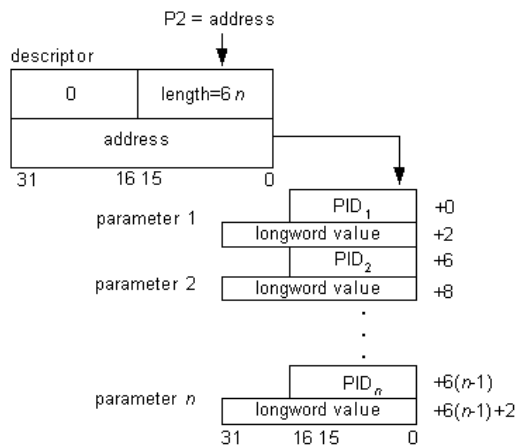 P2 = address
descriptor
0 length=6n
address
31 16 15 0
parameter 1 PID1 +0
longword value +2
PID2 +6
parameter 2 longword value +8
.
.
.
parameter n PIDn +6(n-1)
longword value +6(n-1)+2
31 16 15 0